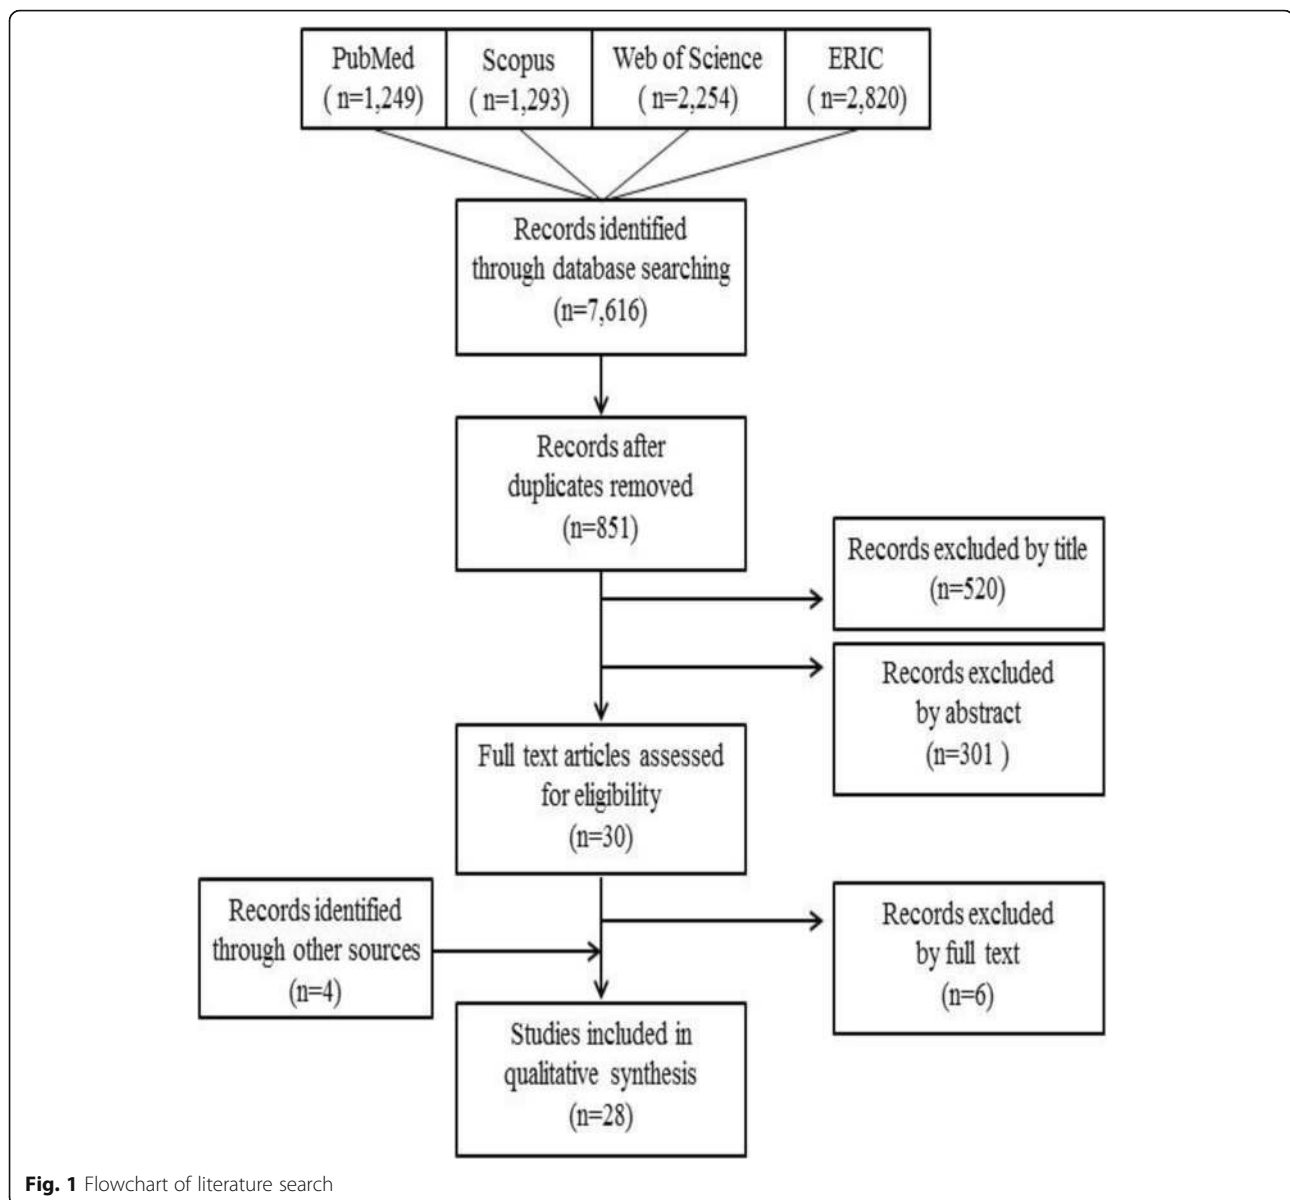 PubMed
( n=1,249)
Scopus
( n=1,293)
Web of Science
( n=2,254)
ERIC
( n=2,820)
Records identified
through database searching
(n=7,616)
Records after
duplicates removed
(n=851)
Records excluded by title
(n=520)
Records excluded
by abstract
(n=301 )
Full text articles assessed
for eligibility
(n=30)
Records identified
through other sources
(n=4)
Records excluded
by full text
(n=6)
Studies included in
qualitative synthesis
(n=28)
Fig. 1 Flowchart of literature search